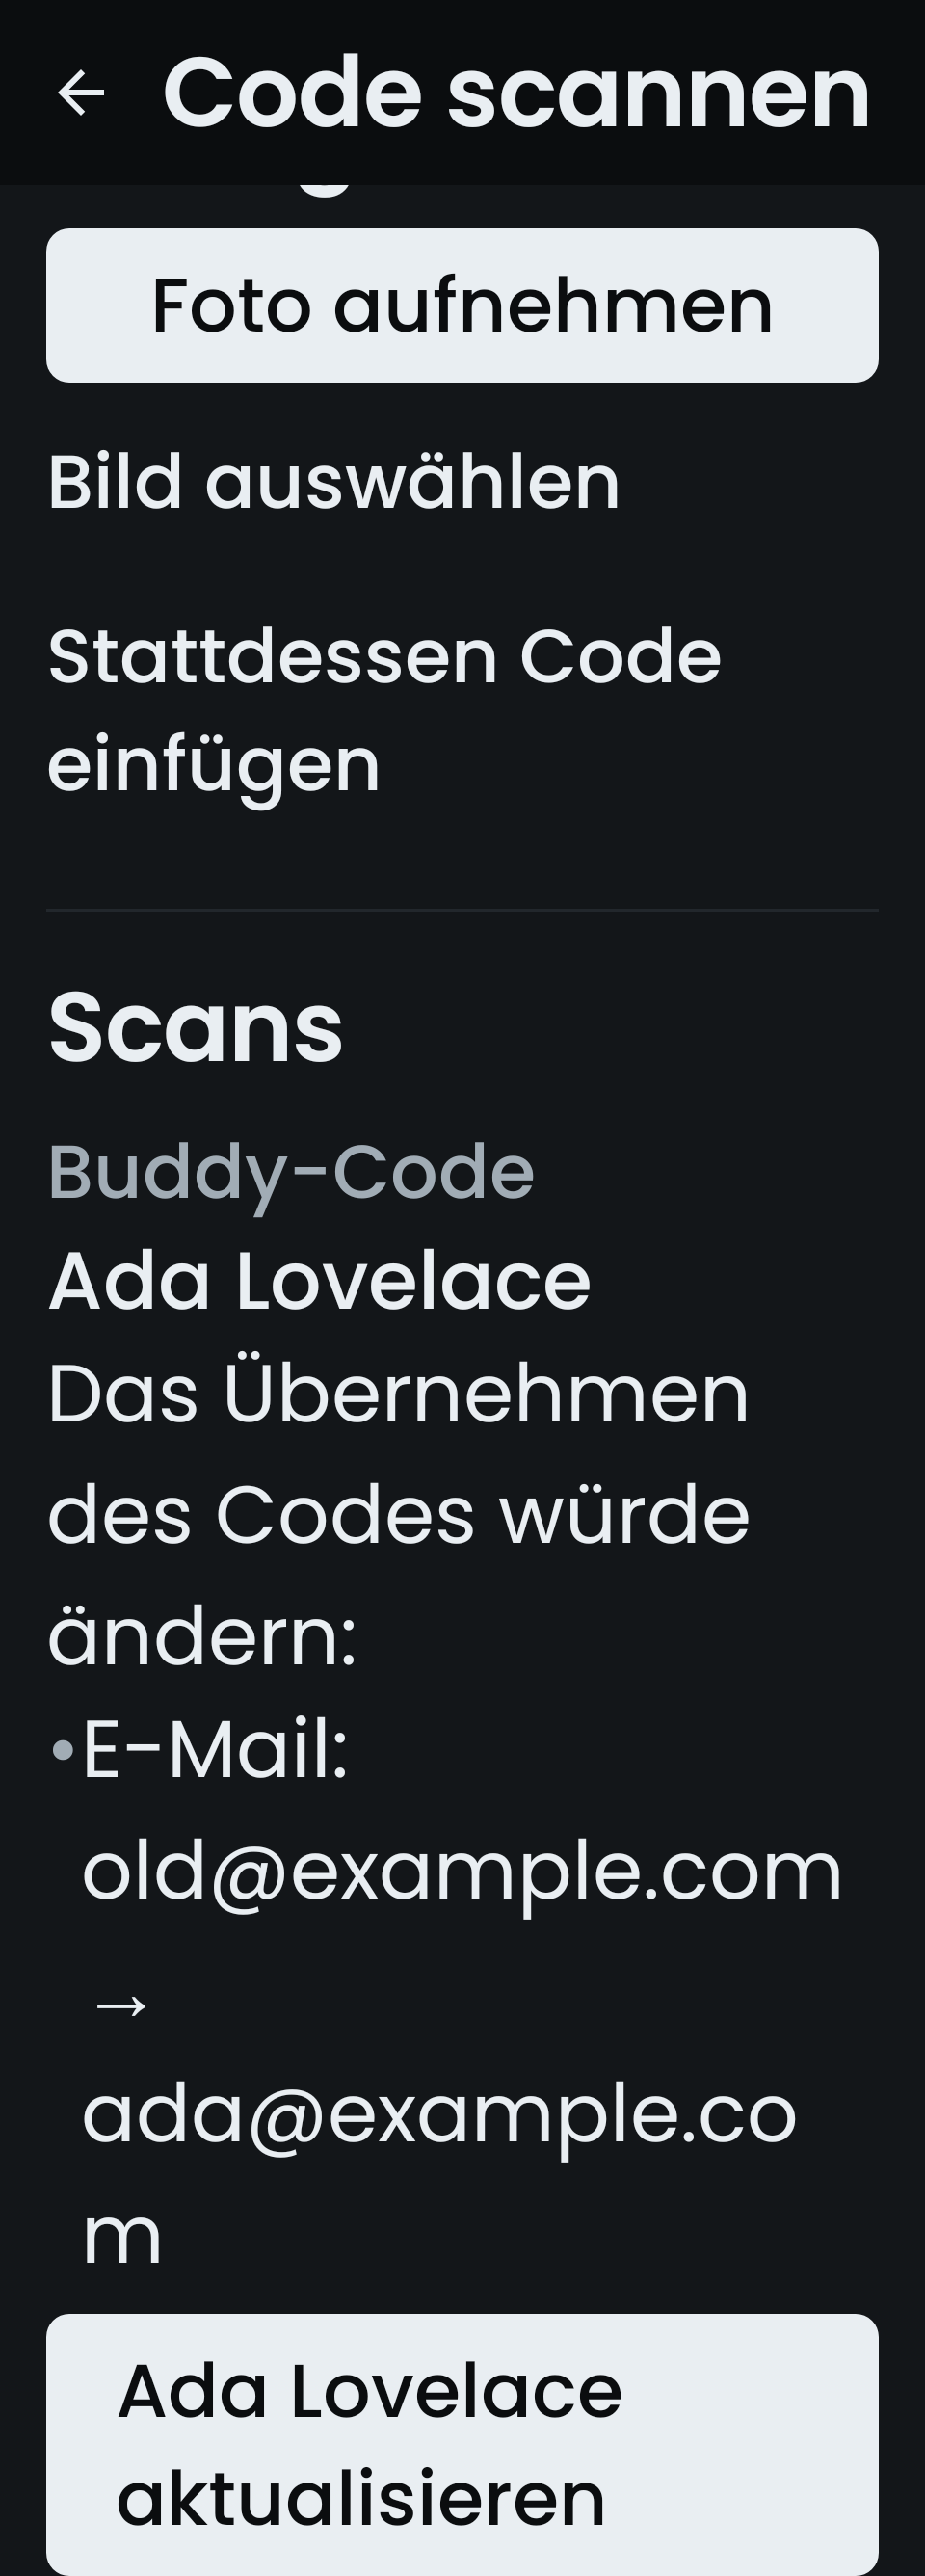 Code scannen
Foto aufnehmen
Bild auswählen
Stattdessen Code
einfügen
Scans
Buddy-Code
Ada Lovelace
Das Übernehmen
des Codes würde
ändern:
•E-Mail:
old@example.com
→
ada@example.co
m
Ada Lovelace
aktualisieren